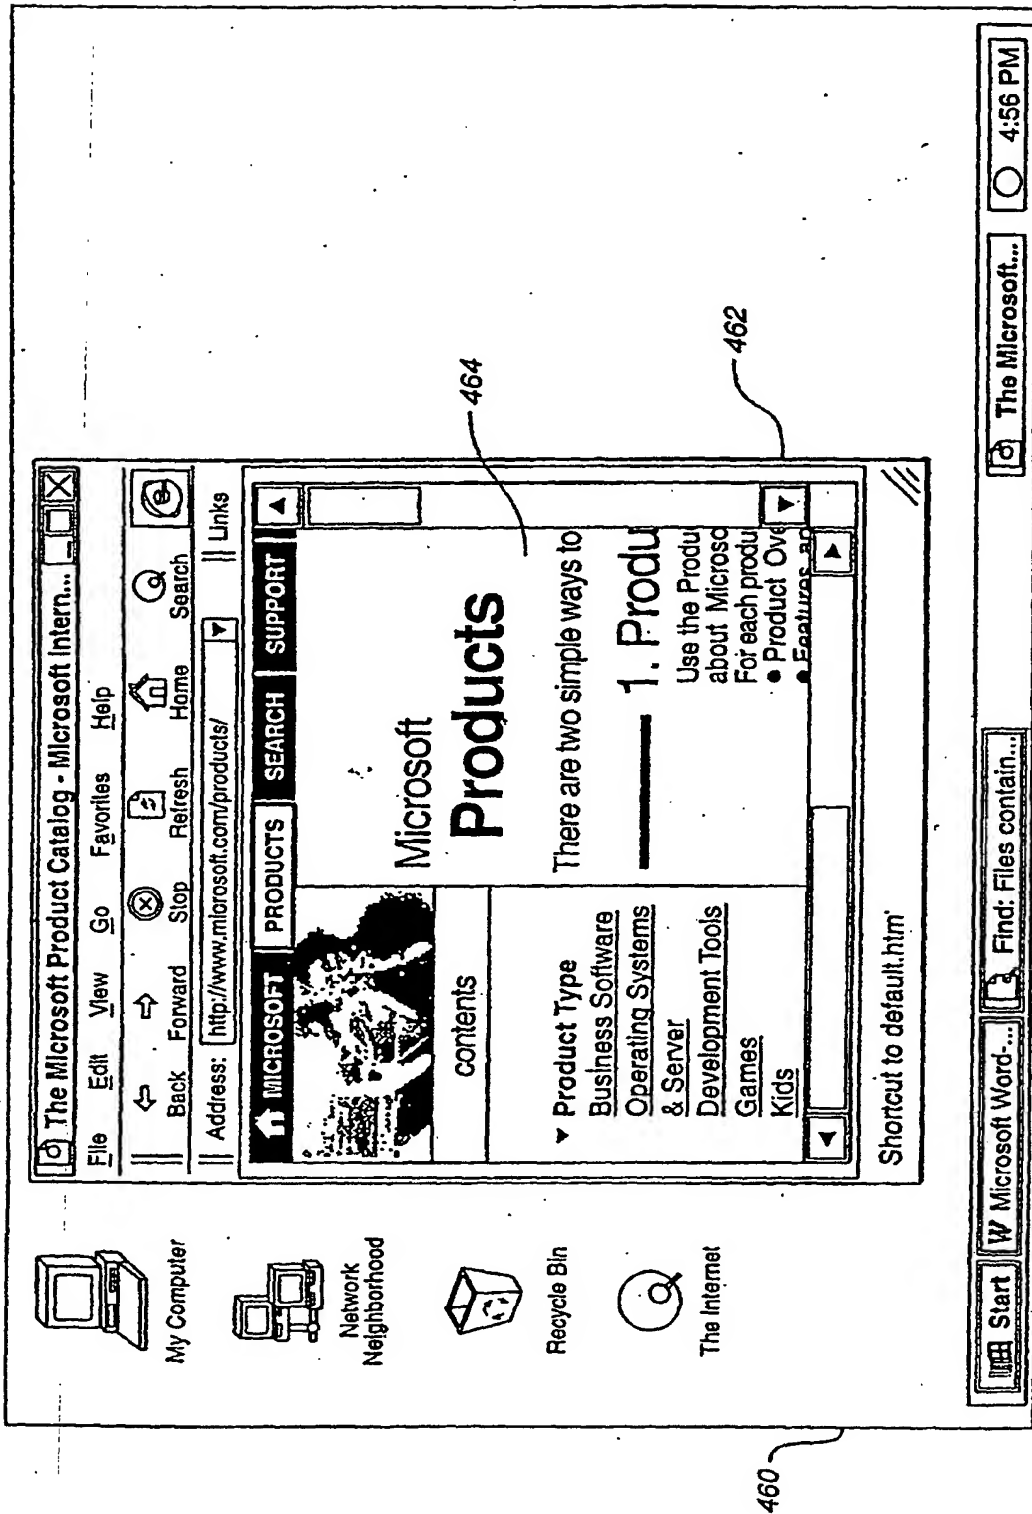 The Microsoft Product Catalog - Microsoft Intern...
File Edit View Go Favorites Help
Back Forward Stop Refresh Home Search
Address: http://www.microsoft.com/products/ Links
MICROSOFT PRODUCTS SEARCH SUPPORT
contents
▾ Product Type
Business Software
Operating Systems
& Server
Development Tools
Games
Kids
Microsoft
Products
There are two simple ways to
1. Produ
Use the Produ
about Microso
For each produ
• Product Ove
• Features an
Shortcut to default.htm'
My Computer
Network
Neighborhood
Recycle Bin
The Internet
Start W Microsoft Word-... Find: Files contain... The Microsoft... 4:56 PM
460
462
464